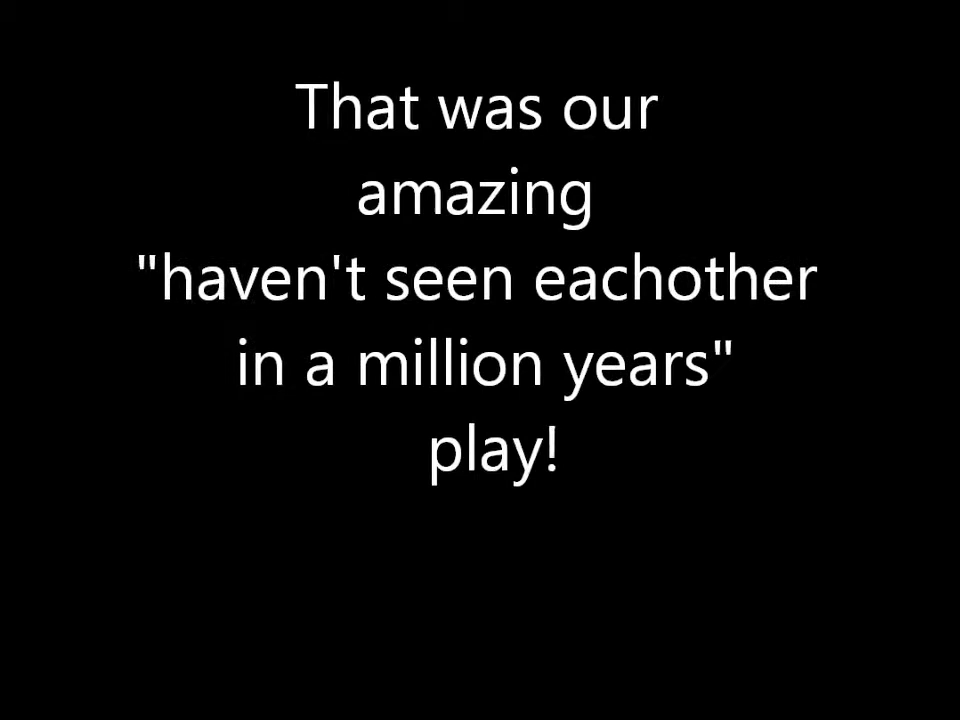 That was our
amazing
"haven't seen eachother
in a million years"
play!